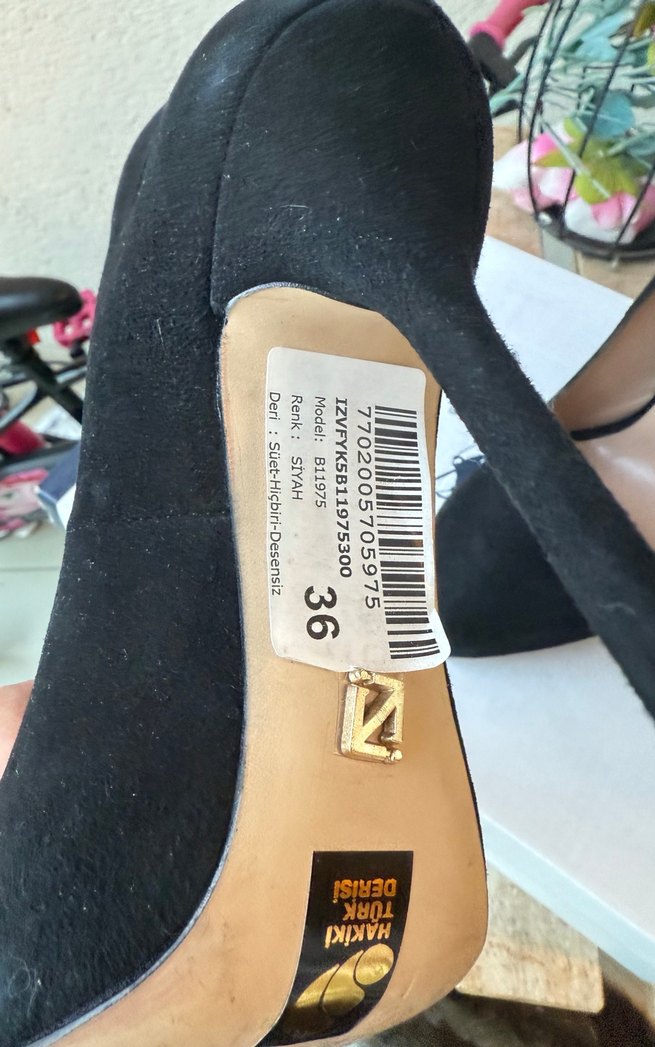 7702005705975
IZVFYK5B11975300
Model: B11975
Renk : SİYAH
Deri : Süet-Hiçbiri-Desensiz
36
HAKİKİ
TÜRK
DERİSİ